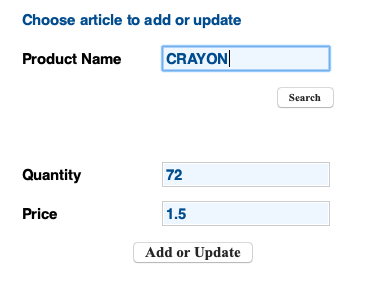 Choose article to add or update
Product Name CRAYON
Search
Quantity 72
Price 1.5
Add or Update